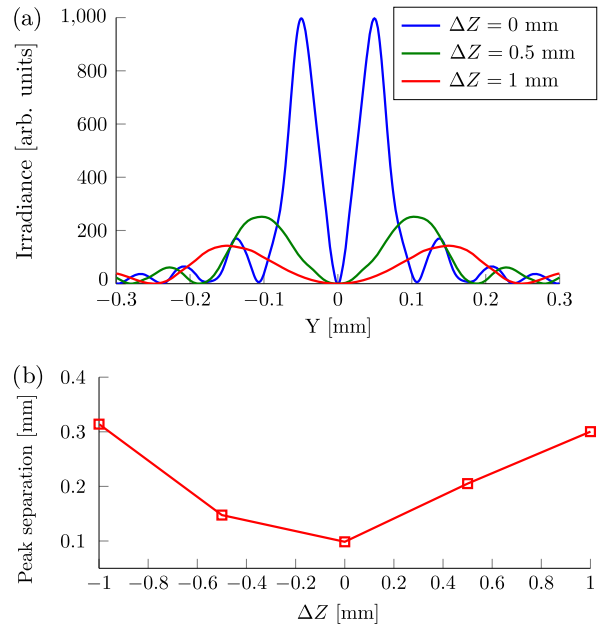 (a)
Irradiance [arb. units]
1,000
800
600
400
200
0
−0.3 −0.2 −0.1 0 0.1 0.2 0.3
Y [mm]
ΔZ = 0 mm
ΔZ = 0.5 mm
ΔZ = 1 mm
(b)
Peak separation [mm]
0.4
0.3
0.2
0.1
−1 −0.8 −0.6 −0.4 −0.2 0 0.2 0.4 0.6 0.8 1
ΔZ [mm]